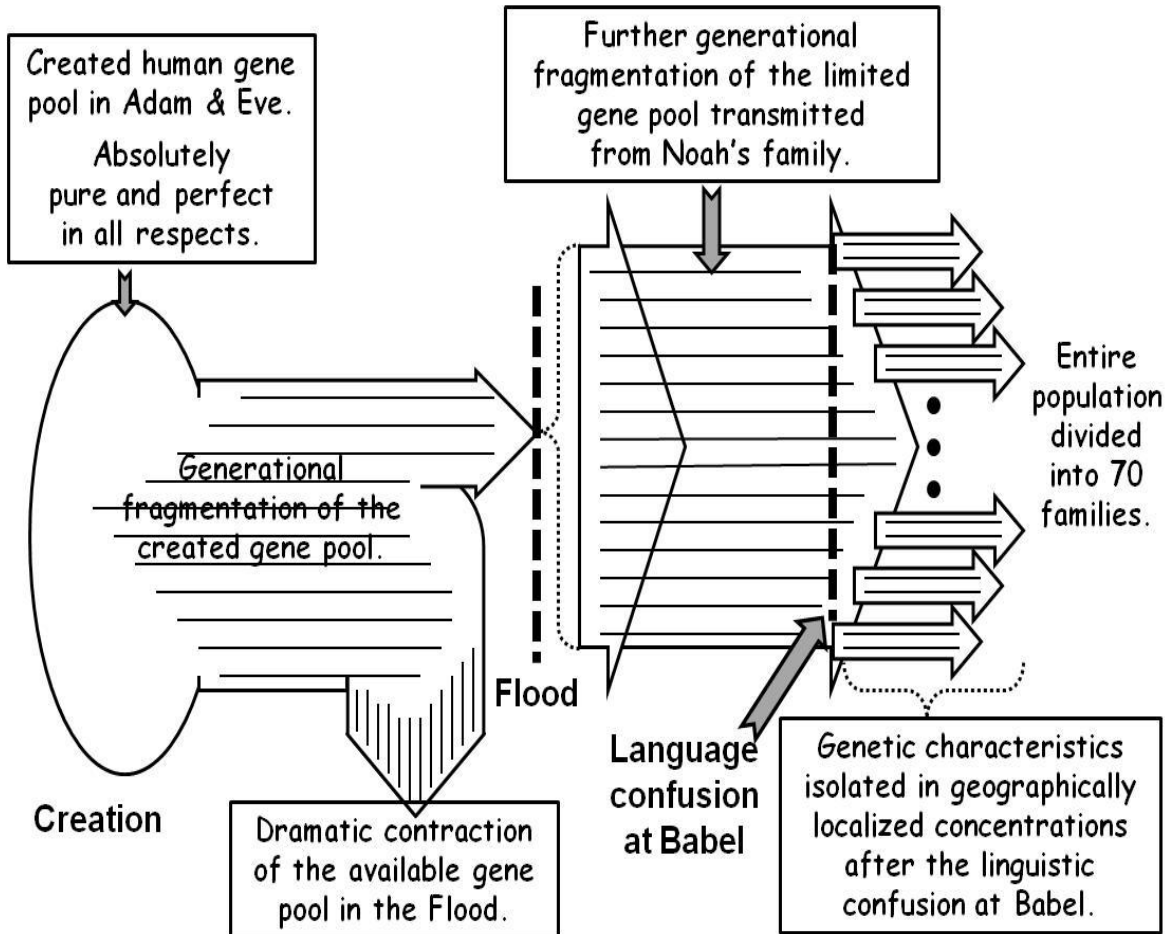 Created human gene
pool in Adam & Eve.
Absolutely
pure and perfect
in all respects.
Further generational
fragmentation of the limited
gene pool transmitted
from Noah's family.
Generational
fragmentation of the
created gene pool.
Entire
population
divided
into 70
families.
Flood
Creation
Language
confusion
at Babel
Dramatic contraction
of the available gene
pool in the Flood.
Genetic characteristics
isolated in geographically
localized concentrations
after the linguistic
confusion at Babel.